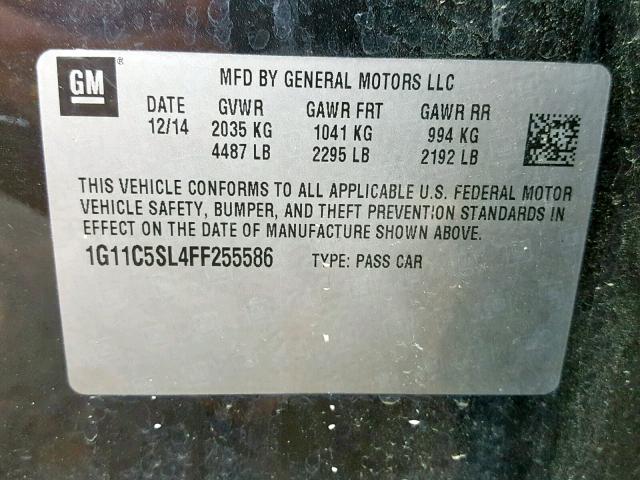 GM ®
MFD BY GENERAL MOTORS LLC
DATE GVWR GAWR FRT GAWR RR
12/14 2035 KG 1041 KG 994 KG
4487 LB 2295 LB 2192 LB
THIS VEHICLE CONFORMS TO ALL APPLICABLE U.S. FEDERAL MOTOR
VEHICLE SAFETY, BUMPER, AND THEFT PREVENTION STANDARDS IN
EFFECT ON THE DATE OF MANUFACTURE SHOWN ABOVE.
1G11C5SL4FF255586 TYPE: PASS CAR